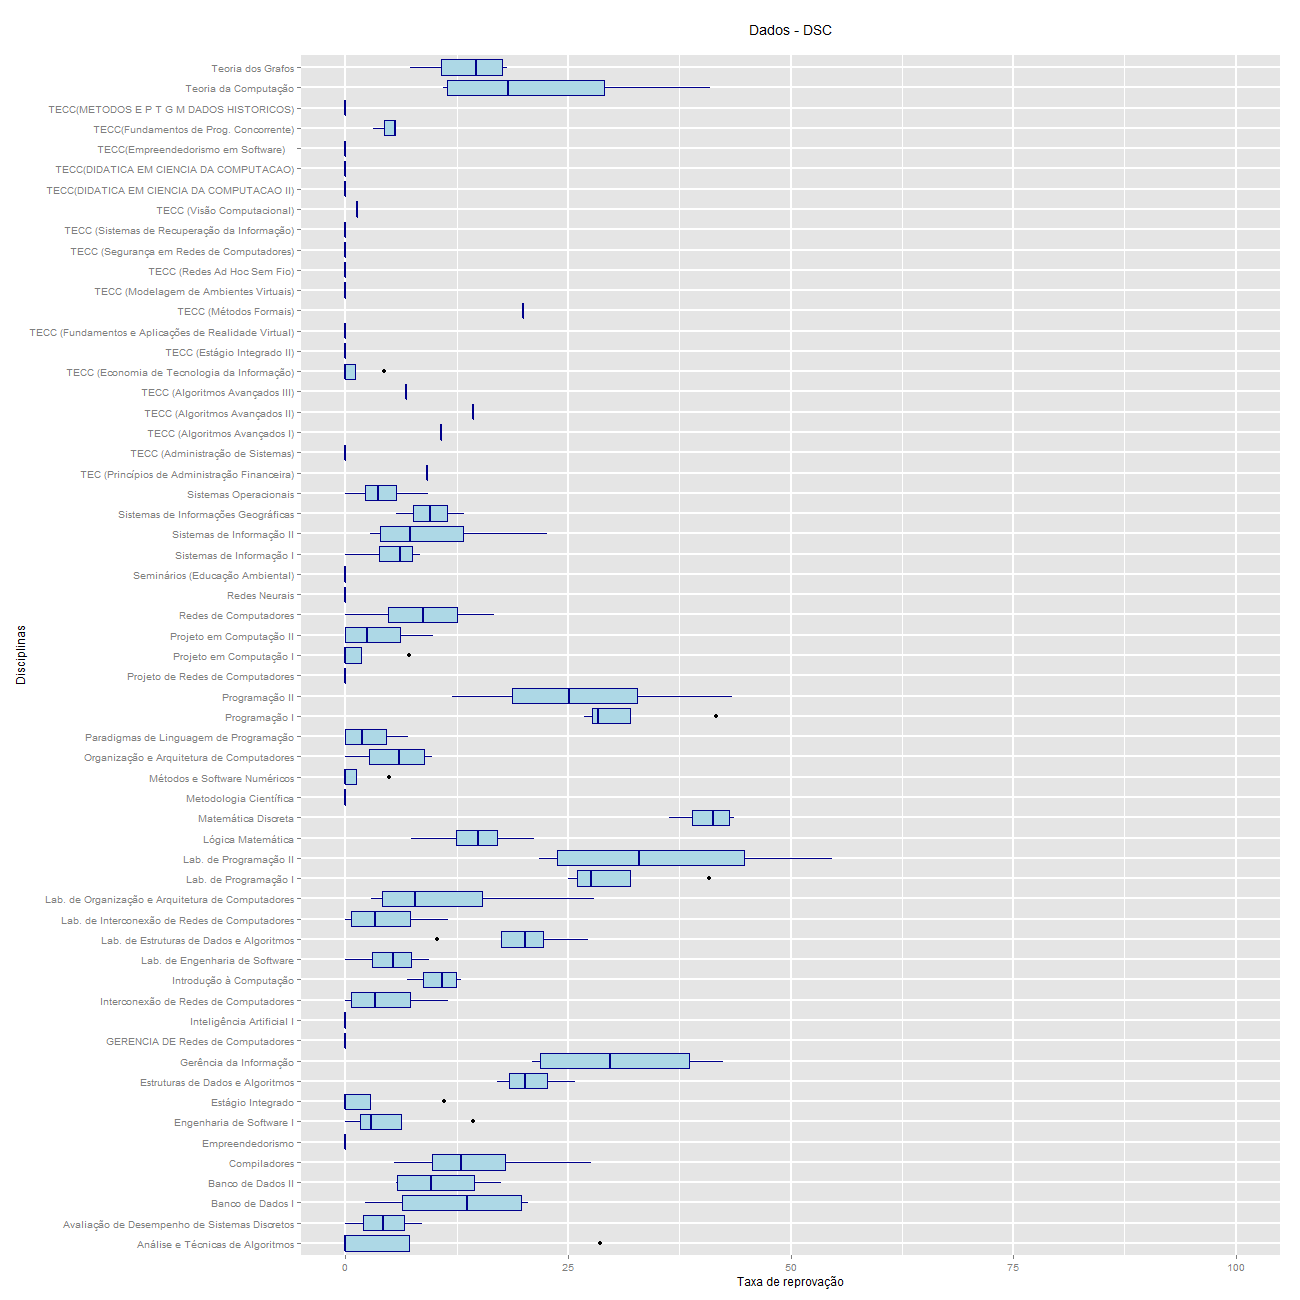 Dados - DSC
Teoria dos Grafos
Teoria da Computação
TECC(METODOS E P T G M DADOS HISTORICOS)
TECC(Fundamentos de Prog. Concorrente)
TECC(Empreendedorismo em Software)
TECC(DIDATICA EM CIENCIA DA COMPUTACAO)
TECC(DIDATICA EM CIENCIA DA COMPUTACAO II)
TECC (Visão Computacional)
TECC (Sistemas de Recuperação da Informação)
TECC (Segurança em Redes de Computadores)
TECC (Redes Ad Hoc Sem Fio)
TECC (Modelagem de Ambientes Virtuais)
TECC (Métodos Formais)
TECC (Fundamentos e Aplicações de Realidade Virtual)
TECC (Estágio Integrado II)
TECC (Economia de Tecnologia da Informação)
TECC (Algoritmos Avançados III)
TECC (Algoritmos Avançados II)
TECC (Algoritmos Avançados I)
TECC (Administração de Sistemas)
TEC (Princípios de Administração Financeira)
Sistemas Operacionais
Sistemas de Informações Geográficas
Sistemas de Informação II
Sistemas de Informação I
Seminários (Educação Ambiental)
Redes Neurais
Redes de Computadores
Projeto em Computação II
Projeto em Computação I
Projeto de Redes de Computadores
Programação II
Programação I
Paradigmas de Linguagem de Programação
Organização e Arquitetura de Computadores
Métodos e Software Numéricos
Metodologia Científica
Matemática Discreta
Lógica Matemática
Lab. de Programação II
Lab. de Programação I
Lab. de Organização e Arquitetura de Computadores
Lab. de Interconexão de Redes de Computadores
Lab. de Estruturas de Dados e Algoritmos
Lab. de Engenharia de Software
Introdução à Computação
Interconexão de Redes de Computadores
Inteligência Artificial I
GERENCIA DE Redes de Computadores
Gerência da Informação
Estruturas de Dados e Algoritmos
Estágio Integrado
Engenharia de Software I
Empreendedorismo
Compiladores
Banco de Dados II
Banco de Dados I
Avaliação de Desempenho de Sistemas Discretos
Análise e Técnicas de Algoritmos
Disciplinas
0 25 50 75 100
Taxa de reprovação